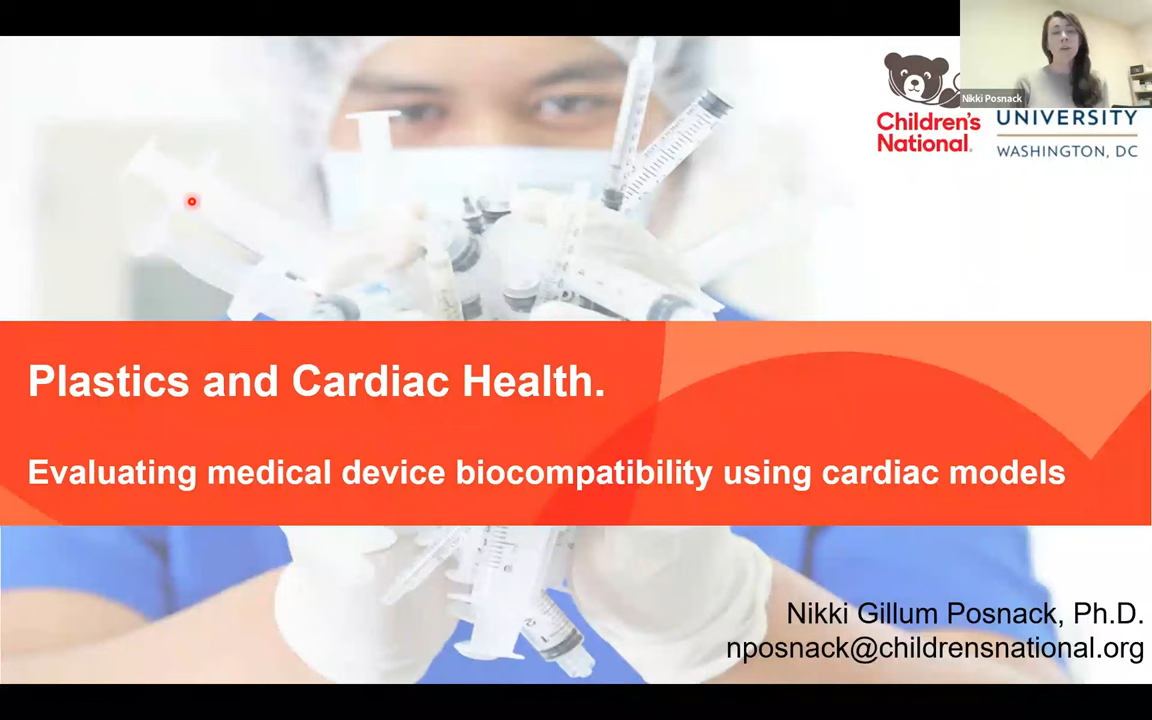 Nikki Posnack
Children's
National.
UNIVERSITY
WASHINGTON, DC
Plastics and Cardiac Health.
Evaluating medical device biocompatibility using cardiac models
Nikki Gillum Posnack, Ph.D.
nposnack@childrensnational.org